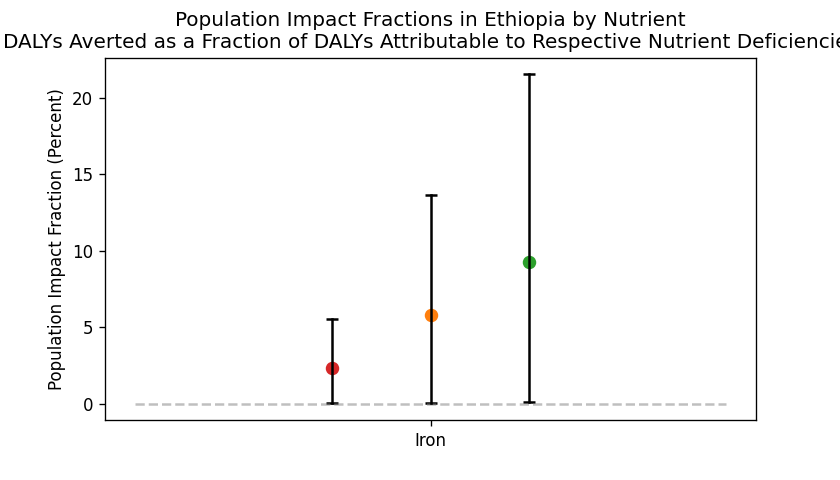 Population Impact Fractions in Ethiopia by Nutrient
DALYs Averted as a Fraction of DALYs Attributable to Respective Nutrient Deficiencie
Population Impact Fraction (Percent)
20
15
10
5
0
Iron